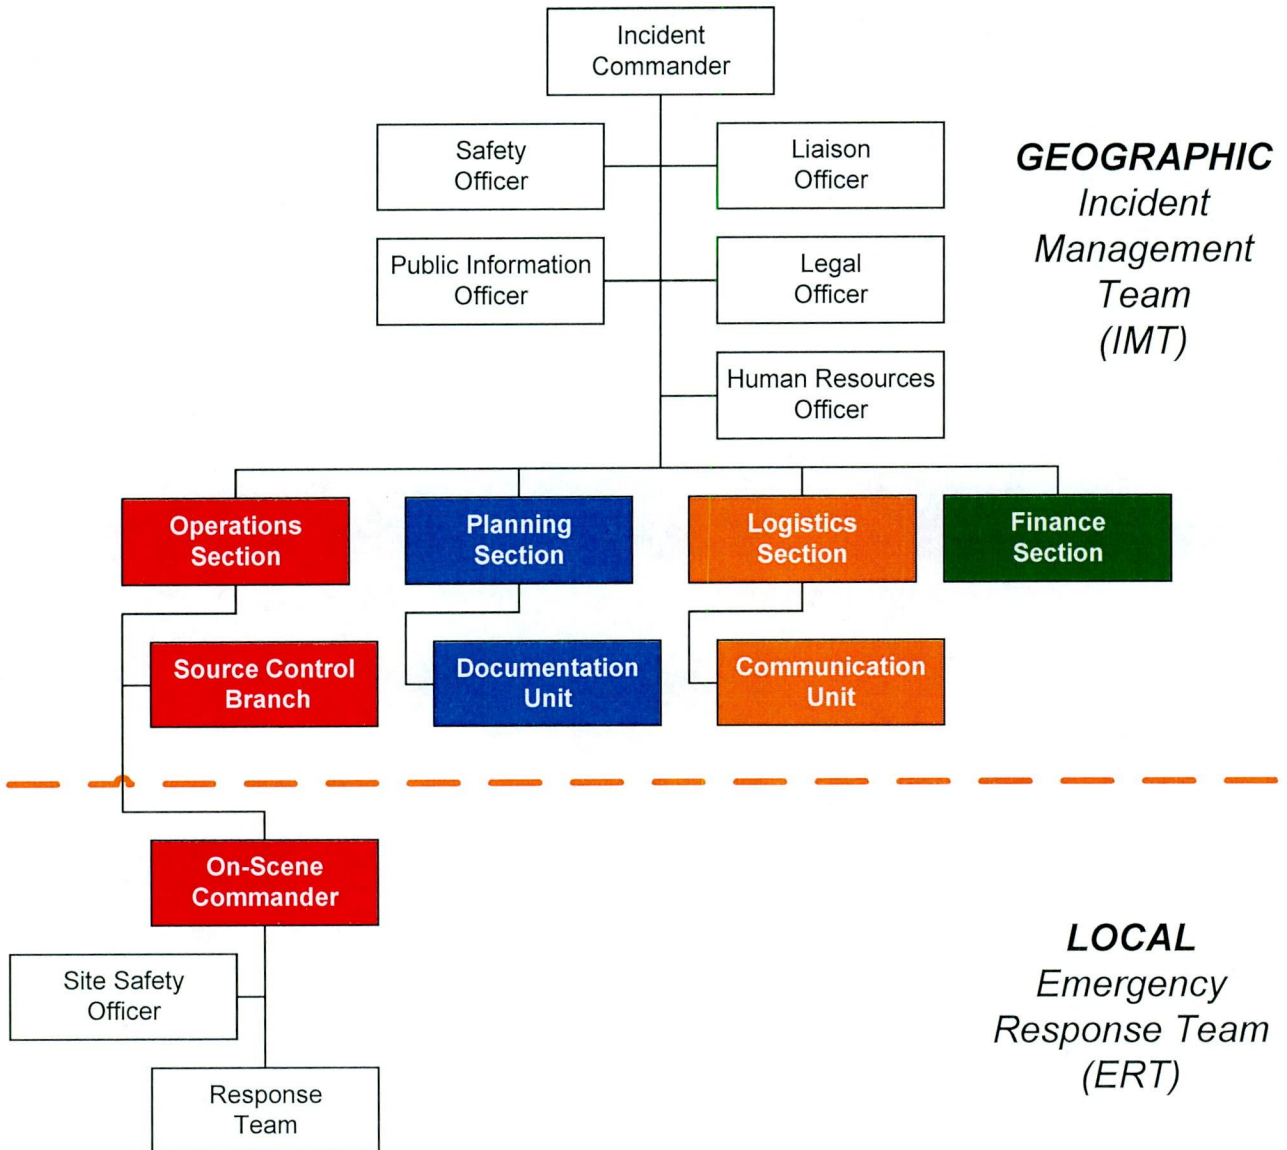 Incident
Commander
Safety
Officer
Liaison
Officer
GEOGRAPHIC
Incident
Management
Team
(IMT)
Public Information
Officer
Legal
Officer
Human Resources
Officer
Operations
Section
Planning
Section
Logistics
Section
Finance
Section
Source Control
Branch
Documentation
Unit
Communication
Unit
On-Scene
Commander
Site Safety
Officer
Response
Team
LOCAL
Emergency
Response Team
(ERT)